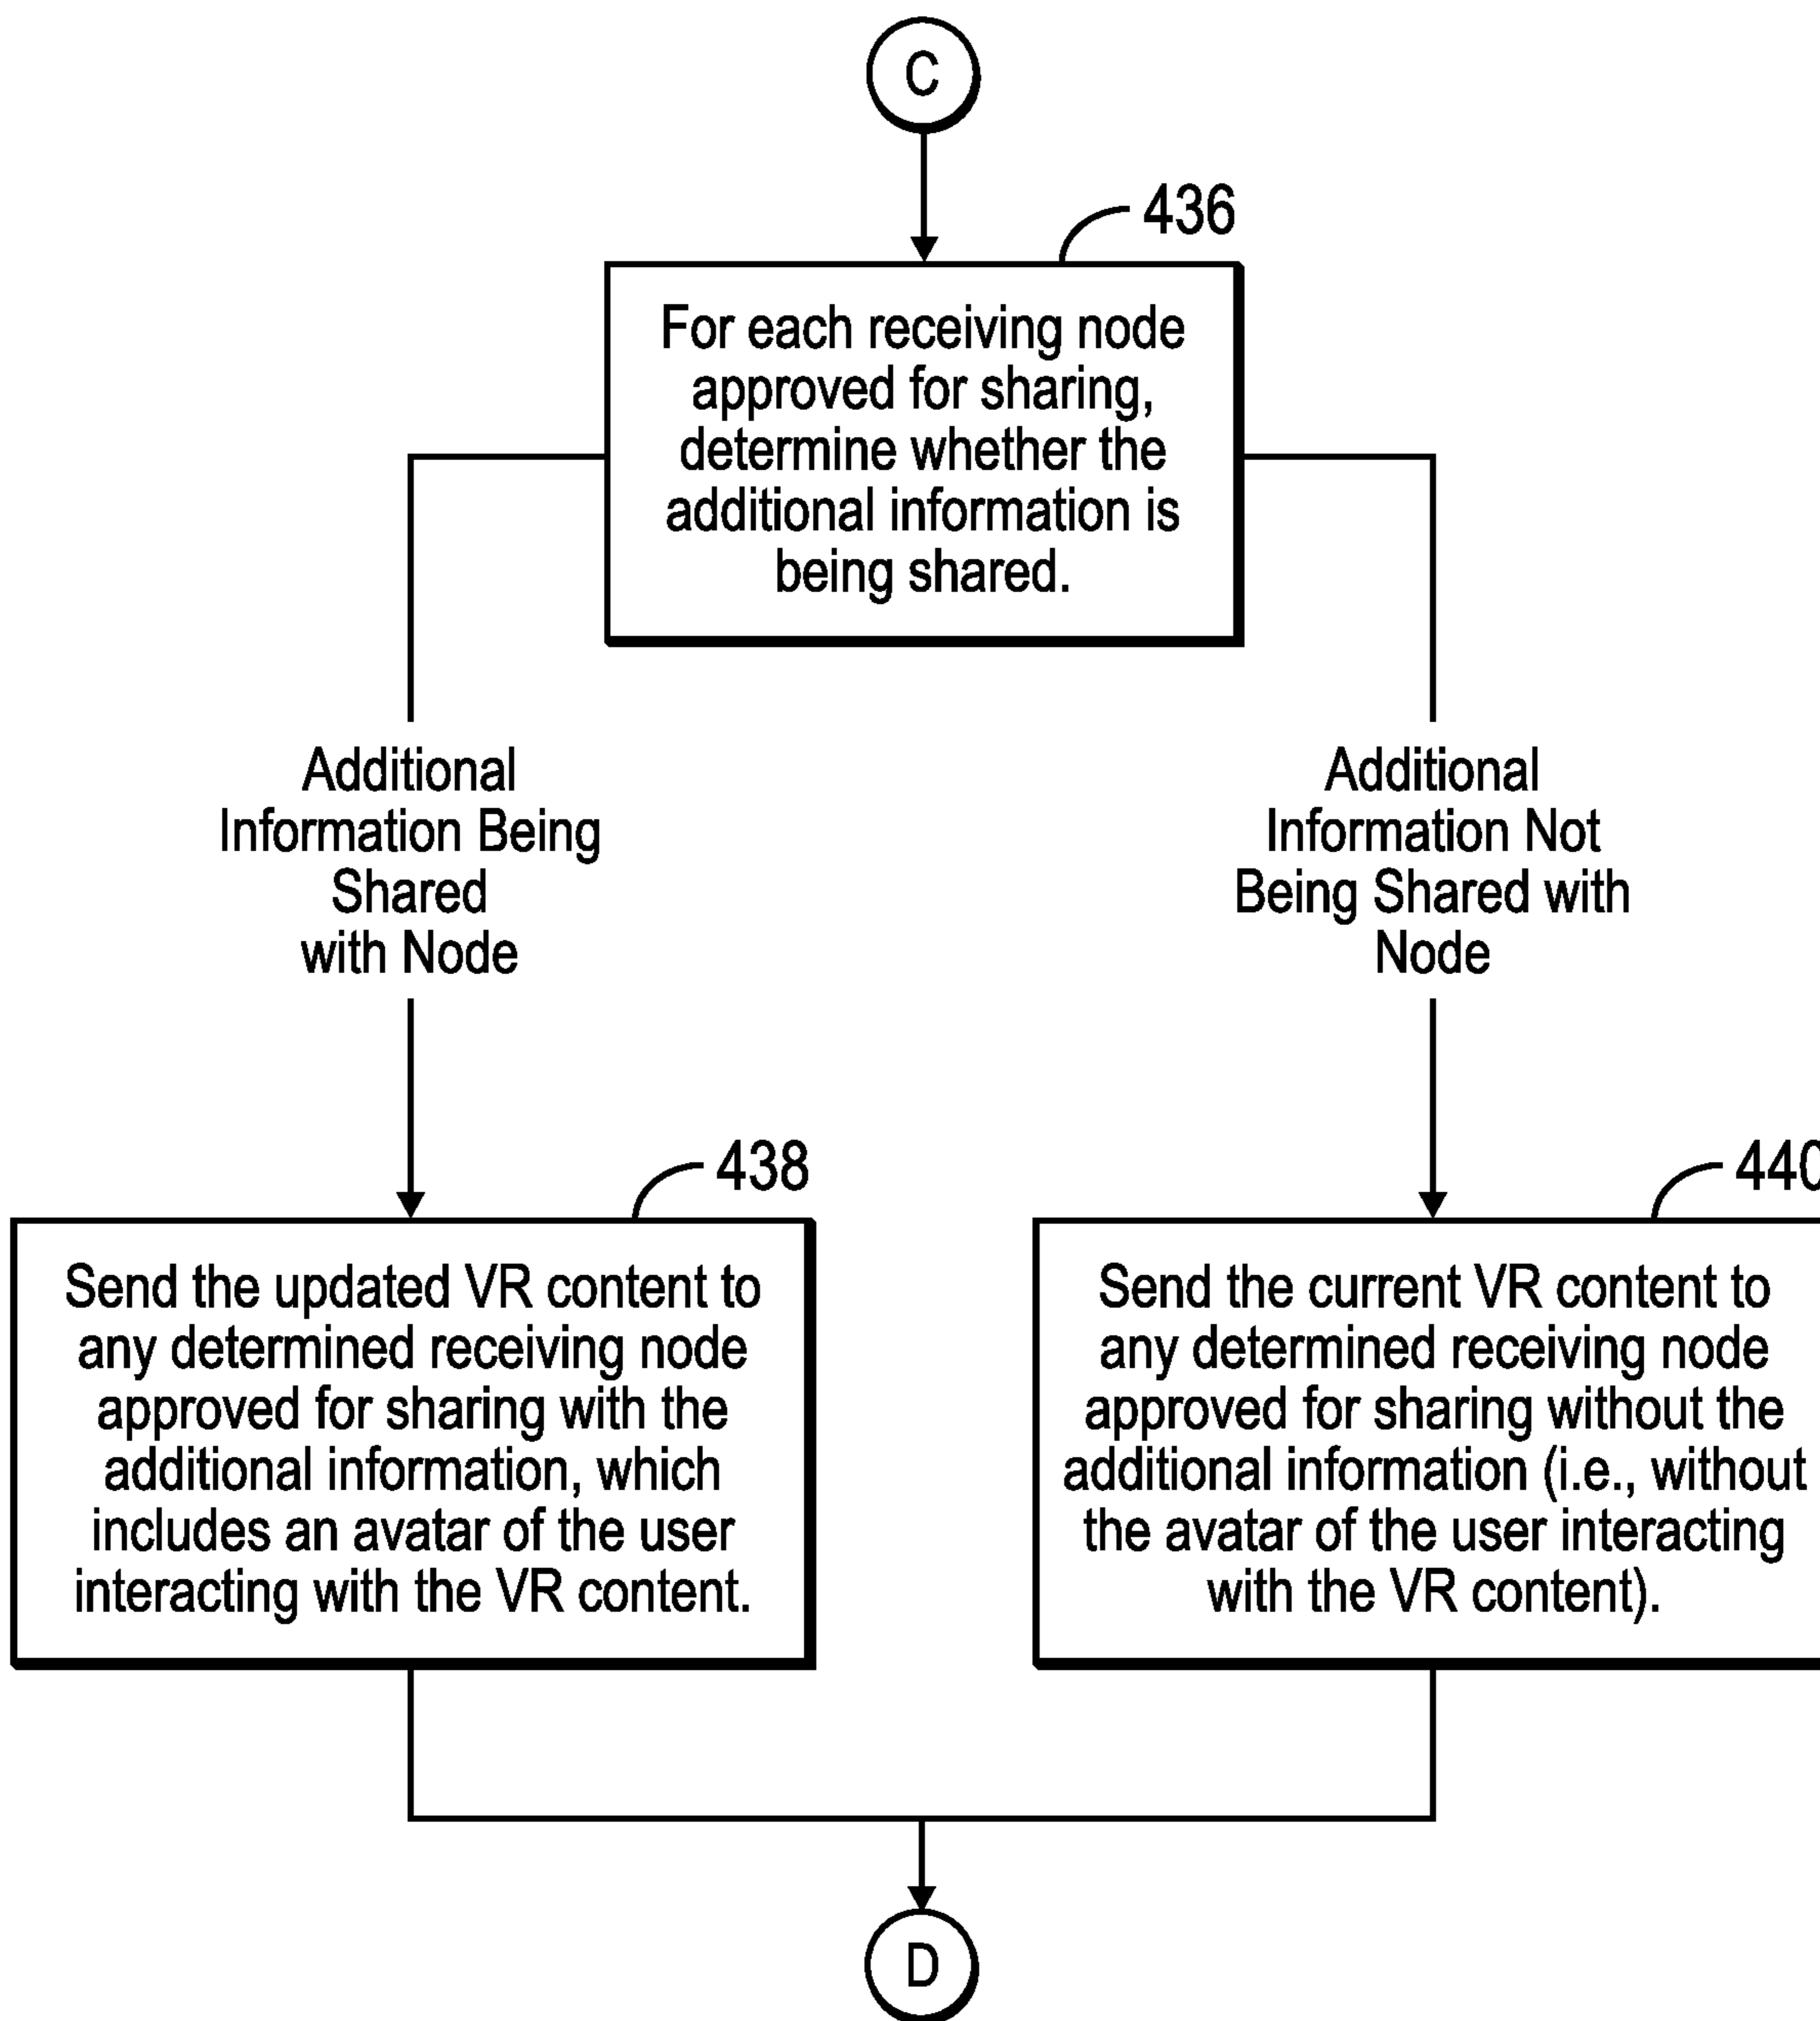 C
436
For each receiving node
approved for sharing,
determine whether the
additional information is
being shared.
Additional
Information Being
Shared
with Node
Additional
Information Not
Being Shared with
Node
438
Send the updated VR content to
any determined receiving node
approved for sharing with the
additional information, which
includes an avatar of the user
interacting with the VR content.
440
Send the current VR content to
any determined receiving node
approved for sharing without the
additional information (i.e., without
the avatar of the user interacting
with the VR content).
D